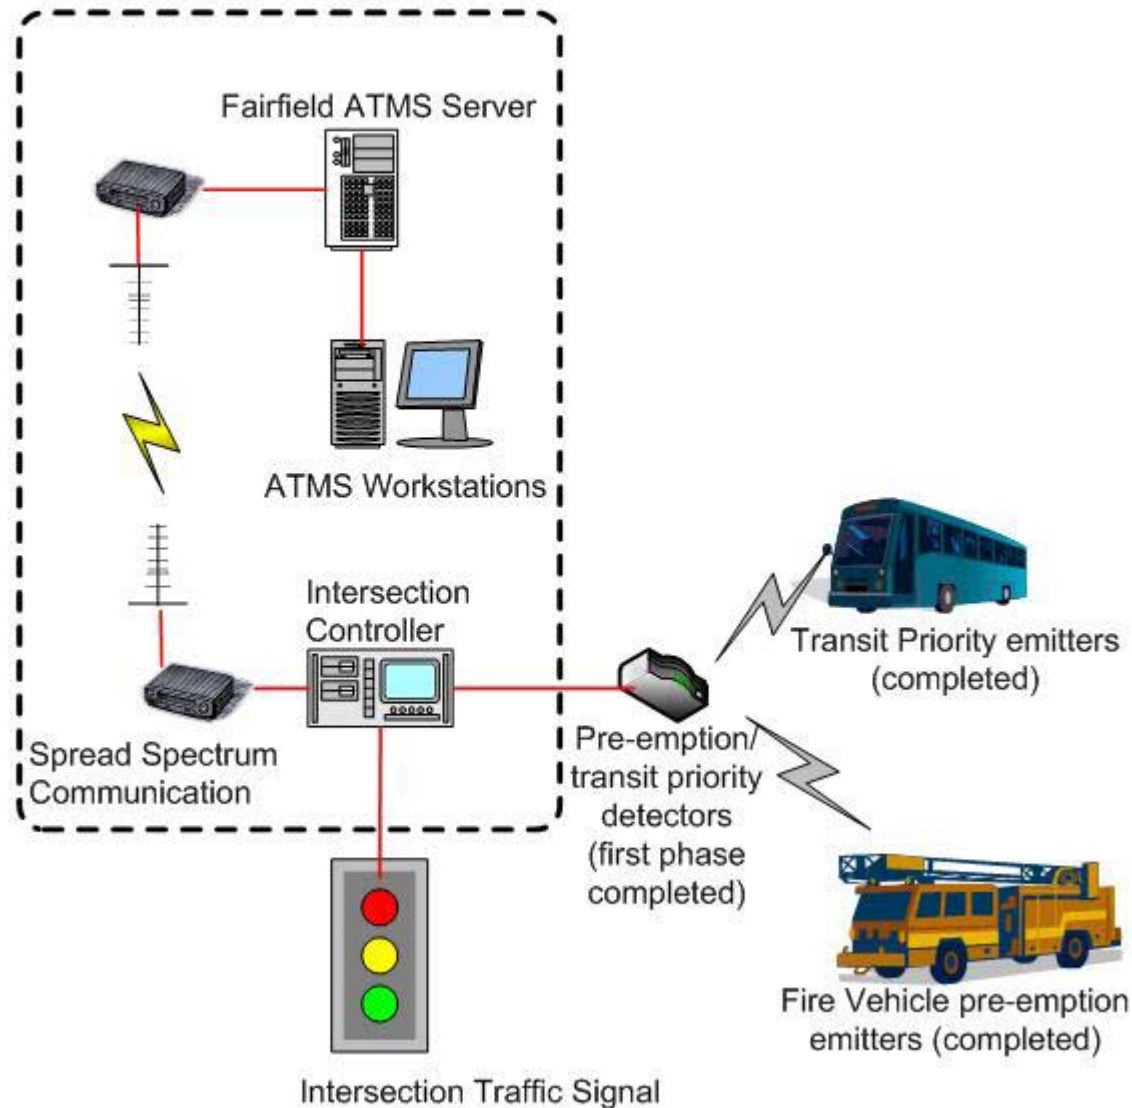 Fairfield ATMS Server
ATMS Workstations
Intersection
Controller
Spread Spectrum
Communication
Transit Priority emitters
(completed)
Pre-emption/
transit priority
detectors
(first phase
completed)
Fire Vehicle pre-emption
emitters (completed)
Intersection Traffic Signal